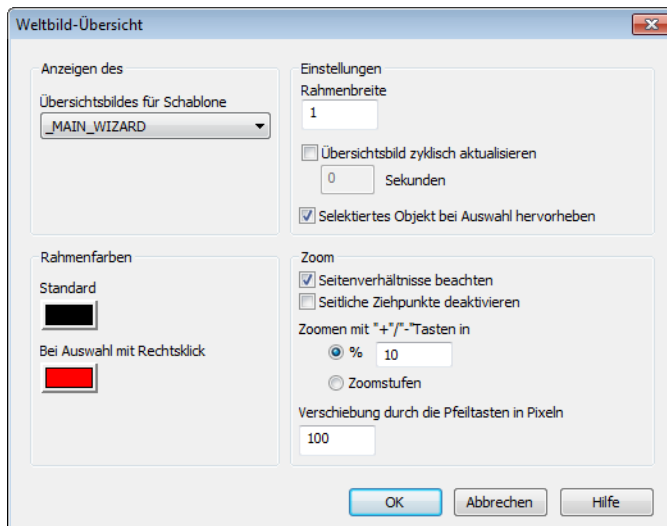 Weltbild-Übersicht
Anzeigen des
Übersichtsbildes für Schablone
_MAIN_WIZARD
Einstellungen
Rahmenbreite
1
Übersichtsbild zyklisch aktualisieren
0 Sekunden
Selektiertes Objekt bei Auswahl hervorheben
Rahmenfarben
Standard
Bei Auswahl mit Rechtsklick
Zoom
Seitenverhältnisse beachten
Seitliche Ziehpunkte deaktivieren
Zoomen mit "+"/"-"Tasten in
% 10
Zoomstufen
Verschiebung durch die Pfeiltasten in Pixeln
100
OK Abbrechen Hilfe